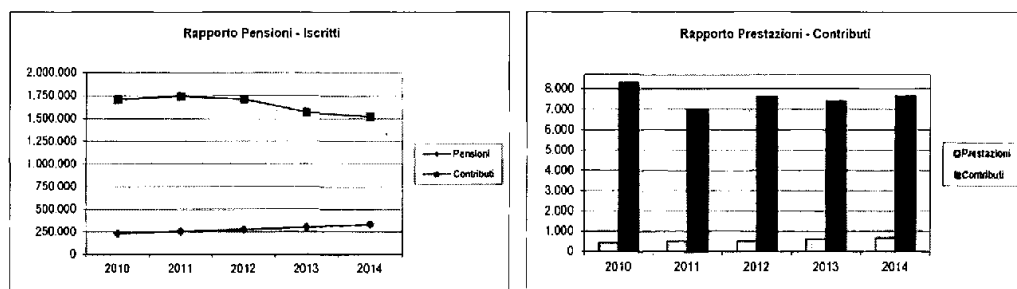 Rapporto Pensioni - Iscritti
2.000.000
1.750.000
1.500.000
1.250.000
1.000.000
750.000
500.000
250.000
0
2010 2011 2012 2013 2014
Pensioni
Contributi
Rapporto Prestazioni - Contributi
8.000
7.000
6.000
5.000
4.000
3.000
2.000
1.000
0
2010 2011 2012 2013 2014
Prestazioni
Contributi